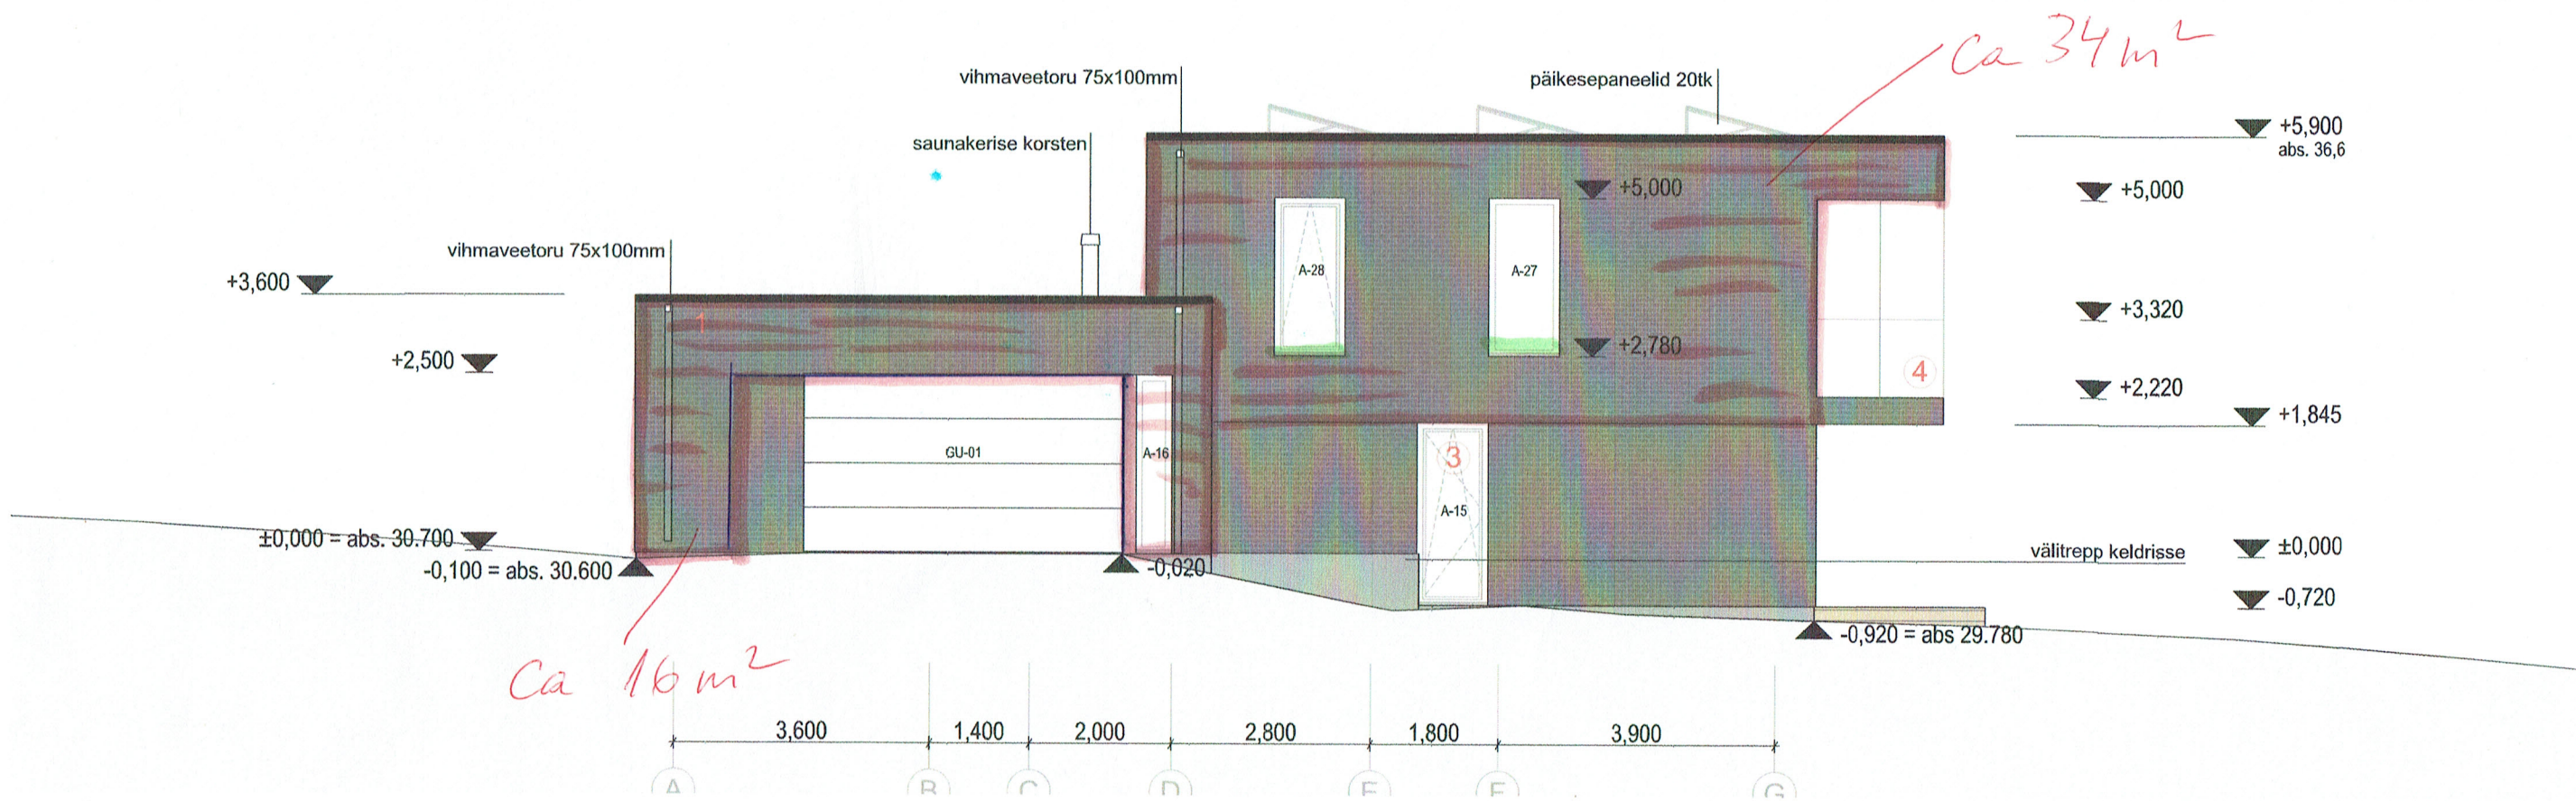 ca 34 m²
vihmaveetoru 75x100mm
päikesepaneelid 20tk
+5,900
abs. 36,6
saunakerise korsten
+5,000
+5,000
vihmaveetoru 75x100mm
+3,600
A-28
A-27
+3,320
1
+2,500
+2,780
4
+2,220
+1,845
GU-01
A-16
3
A-15
±0,000 = abs. 30.700
±0,000
välitrepp keldrisse
-0,100 = abs. 30.600
-0,020
-0,720
-0,920 = abs 29.780
ca 16 m²
3,600
1,400
2,000
2,800
1,800
3,900
A
B
C
D
G